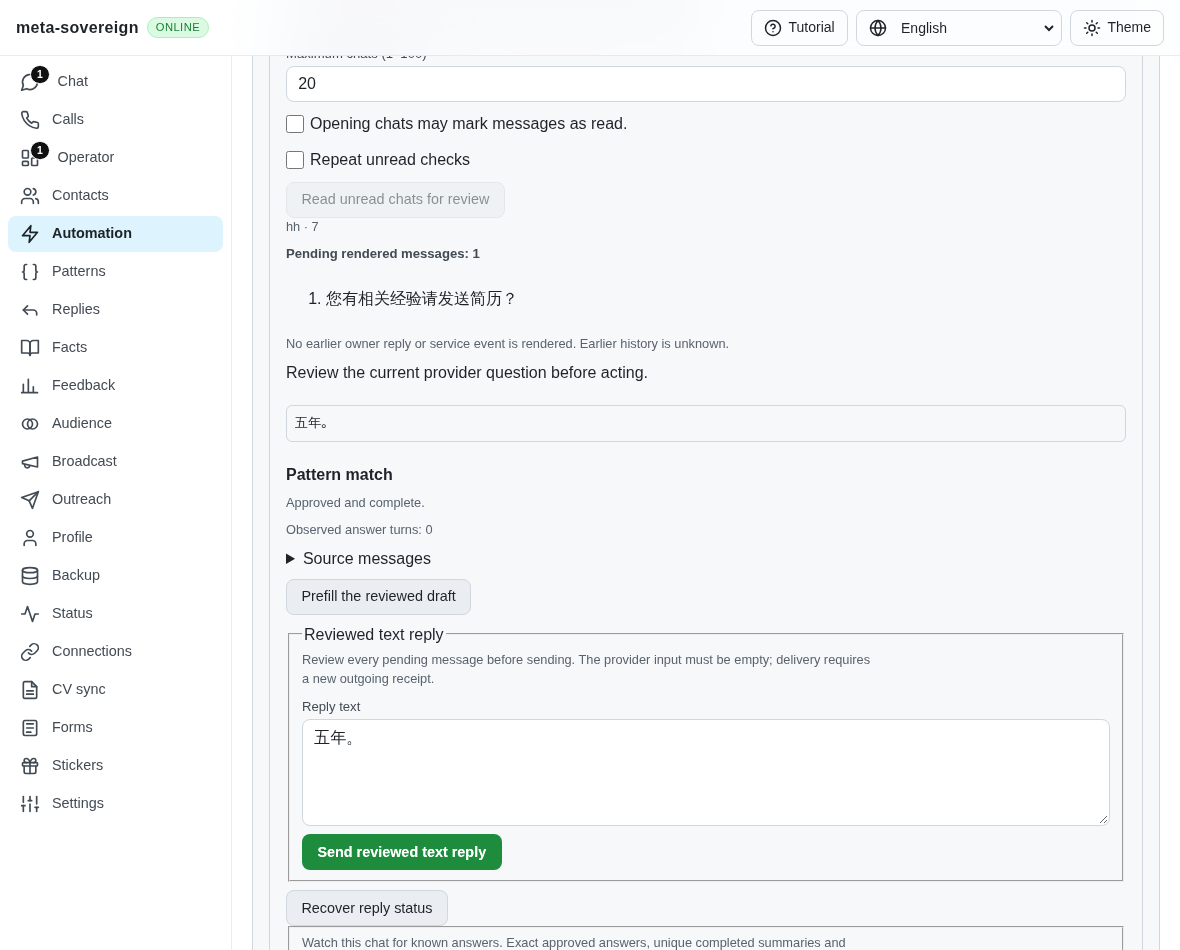 meta-sovereign ONLINE Tutorial English Theme
1 Chat
Calls
1 Operator
Contacts
Automation
Patterns
Replies
Facts
Feedback
Audience
Broadcast
Outreach
Profile
Backup
Status
Connections
CV sync
Forms
Stickers
Settings
Maximum chats (1–100)
20
Opening chats may mark messages as read.
Repeat unread checks
Read unread chats for review
hh · 7
Pending rendered messages: 1
1. 您有相关经验请发送简历？
No earlier owner reply or service event is rendered. Earlier history is unknown.
Review the current provider question before acting.
五年。
Pattern match
Approved and complete.
Observed answer turns: 0
Source messages
Prefill the reviewed draft
Reviewed text reply
Review every pending message before sending. The provider input must be empty; delivery requires
a new outgoing receipt.
Reply text
五年。
Send reviewed text reply
Recover reply status
Watch this chat for known answers. Exact approved answers, unique completed summaries and